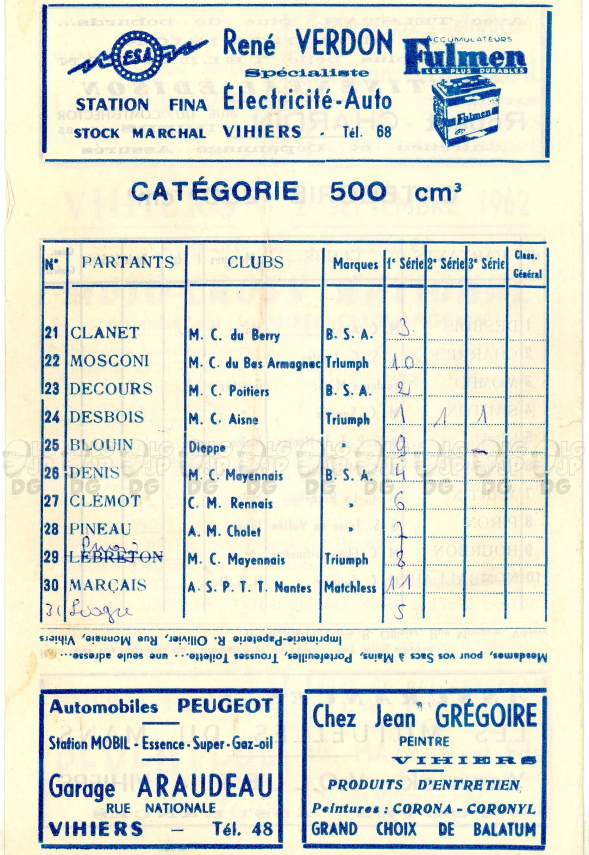 E.S.A.
René VERDON
Spécialiste
STATION FINA Électricité-Auto
STOCK MARCHAL VIHIERS - Tél. 68
ACCUMULATEURS
Fulmen
LES PLUS DURABLES
Fulmen
CATÉGORIE 500 cm³
N° PARTANTS CLUBS Marques 1e Série 2e Série 3e Série Class. Général
21 CLANET M. C. du Berry B. S. A. 3
22 MOSCONI M. C. du Bas Armagnac Triumph 10
23 DECOURS M. C. Poitiers B. S. A. 2
24 DESBOIS M. C. Aisne Triumph 1 1 1
25 BLOUIN Dieppe " 9 -
26 DENIS M. C. Mayennais B. S. A. 4
27 CLÉMOT C. M. Rennais " 6
28 PINEAU A. M. Cholet " 7
29 LEBRETON M. C. Mayennais Triumph 8
30 MARÇAIS A. S. P. T. T. Nantes Matchless 11
31 5
Mesdames, pour vos Sacs à Mains, Portefeuilles, Trousses Toilette... une seule adresse...
Imprimerie-Papeterie R. Ollivier, Rue Monnaie, Vihiers
Automobiles PEUGEOT
Station MOBIL - Essence - Super - Gaz-oil
Garage ARAUDEAU
RUE NATIONALE
VIHIERS — Tél. 48
Chez Jean GRÉGOIRE
PEINTRE
VIHIERS
PRODUITS D'ENTRETIEN
Peintures : CORONA - CORONYL
GRAND CHOIX DE BALATUM